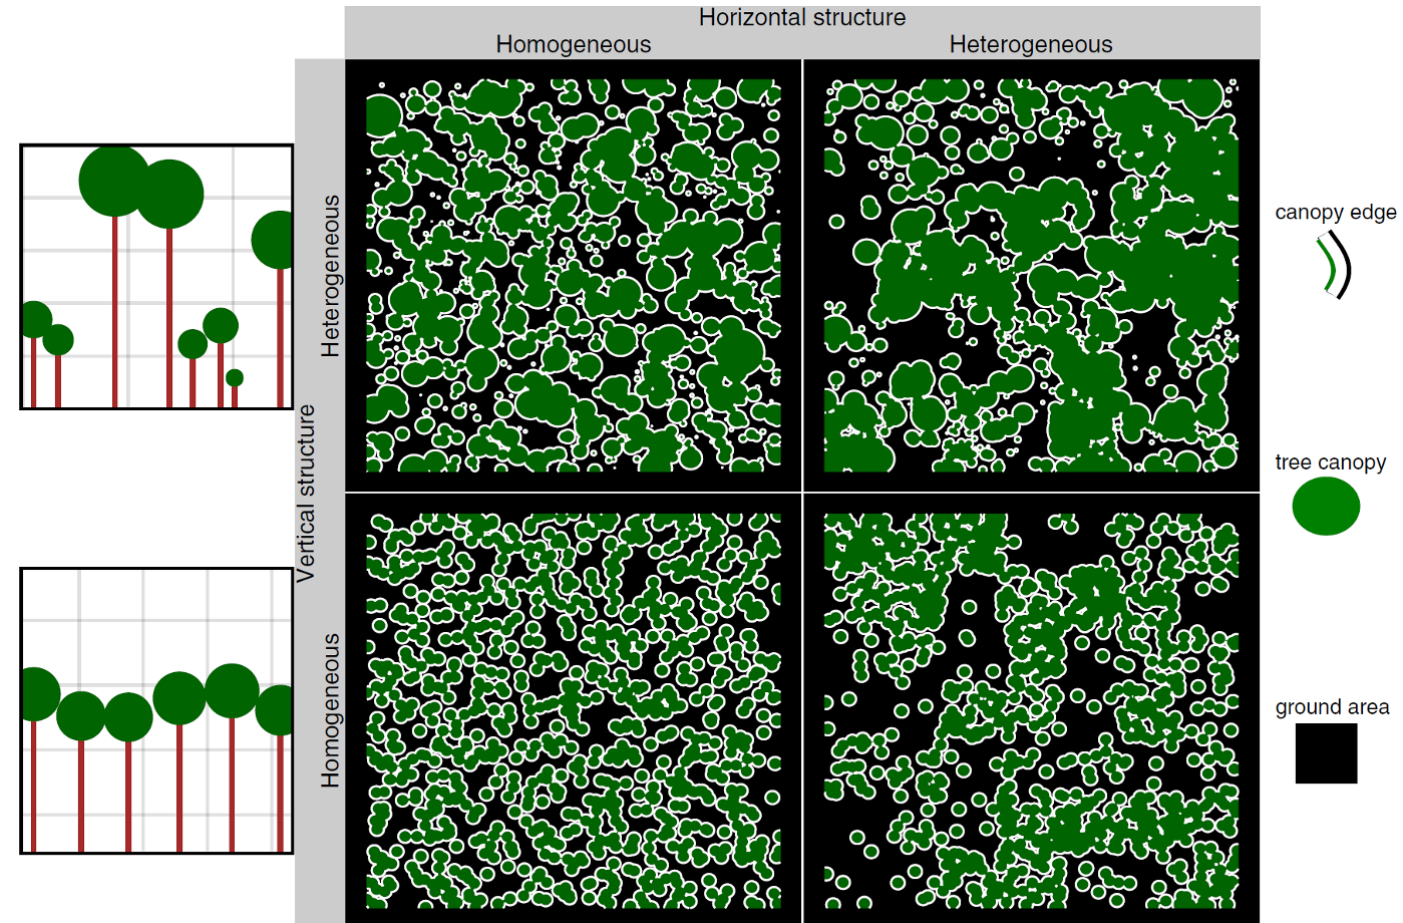 Horizontal structure
Homogeneous
Heterogeneous
Vertical structure
Heterogeneous
Homogeneous
canopy edge
tree canopy
ground area